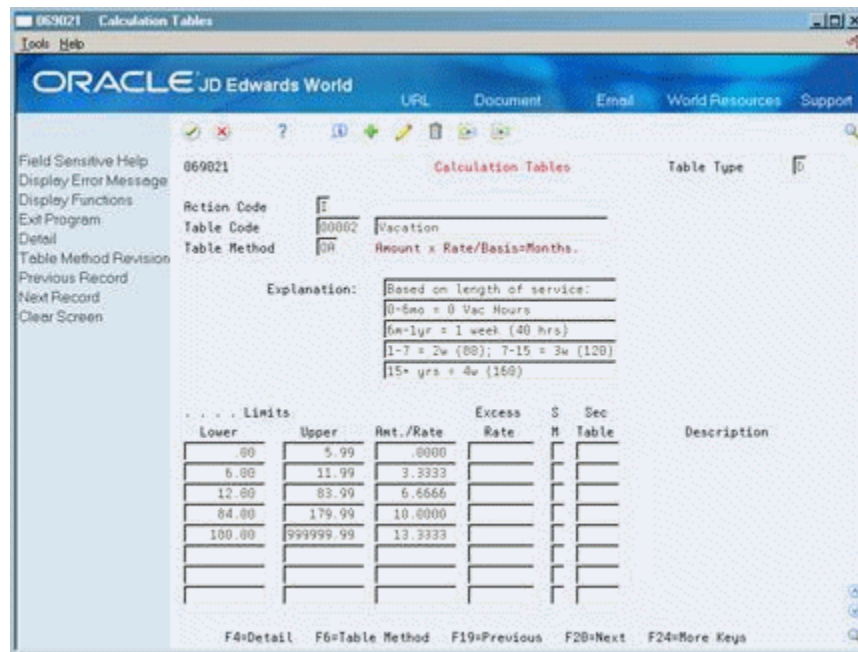 069021 Calculation Tables
Tools Help
ORACLE JD Edwards World
URL Document Email World Resources Support
Field Sensitive Help
Display Error Message
Display Functions
Exit Program
Detail
Table Method Revision
Previous Record
Next Record
Clear Screen
069021 Calculation Tables Table Type D
Action Code I
Table Code 00002 Vacation
Table Method OA Amount x Rate/Basis=Months.
Explanation: Based on length of service:
0-6mo = 0 Vac Hours
6m-1yr = 1 week (40 hrs)
1-7 = 2w (80); 7-15 = 3w (120)
15+ yrs = 4w (160)
. . . . Limits Excess S Sec
Lower Upper Amt./Rate Rate M Table Description
.00 5.99 .0000
6.00 11.99 3.3333
12.00 83.99 6.6666
84.00 179.99 10.0000
180.00 999999.99 13.3333
F4=Detail F6=Table Method F19=Previous F20=Next F24=More Keys